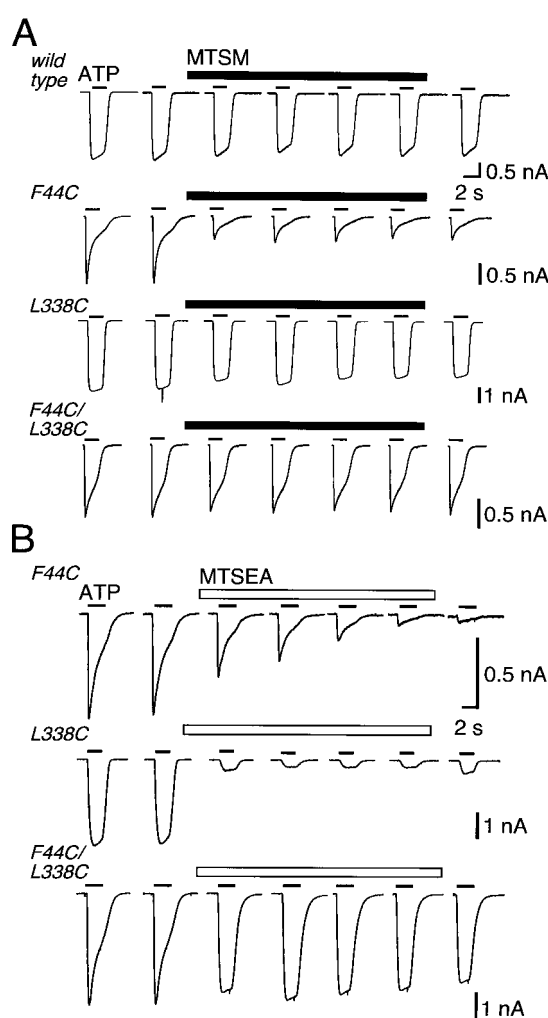 A
wild type
ATP
MTSM
0.5 nA
2 s
F44C
0.5 nA
L338C
1 nA
F44C/
L338C
0.5 nA
B
F44C
ATP
MTSEA
0.5 nA
2 s
L338C
1 nA
F44C/
L338C
1 nA